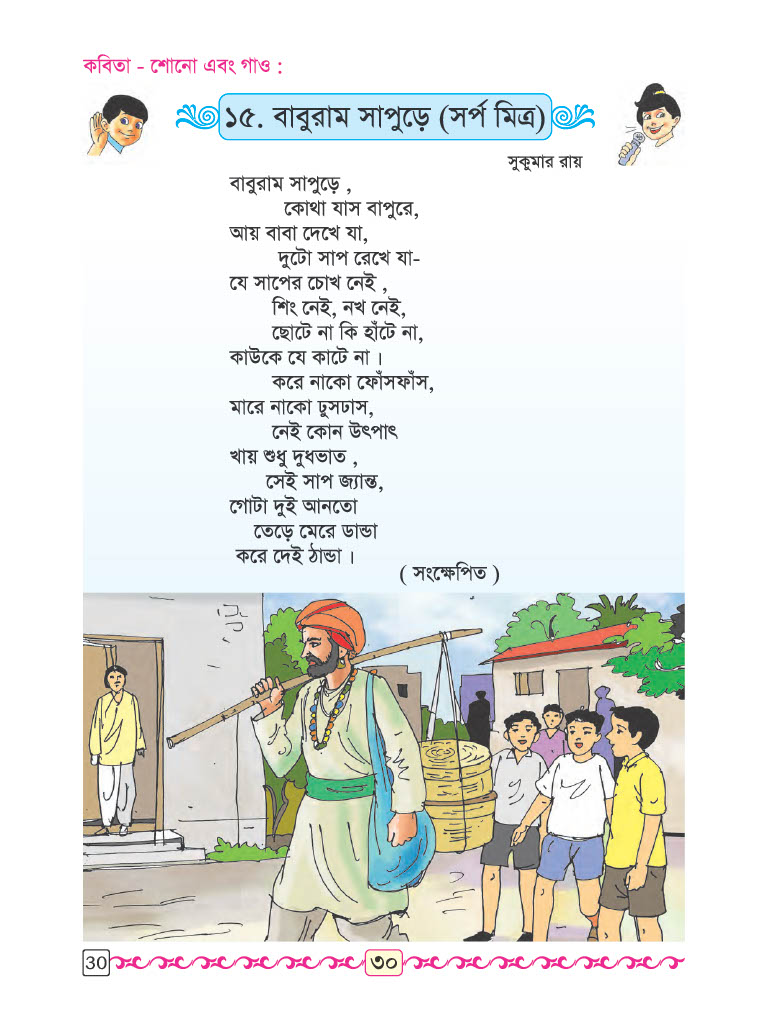 কবিতা - শোনো এবং গাও :
১৫. বাবুরাম সাপুড়ে (সর্প মিত্র)
সুকুমার রায়
বাবুরাম সাপুড়ে ,
কোথা যাস বাপুরে,
আয় বাবা দেখে যা,
দুটো সাপ রেখে যা-
যে সাপের চোখ নেই ,
শিং নেই, নখ নেই,
ছোটে না কি হাঁটে না,
কাউকে যে কাটে না ।
করে নাকো ফোঁসফাঁস,
মারে নাকো ঢুসঢাস,
নেই কোন উৎপাৎ
খায় শুধু দুধভাত ,
সেই সাপ জ্যান্ত,
গোটা দুই আনতো
তেড়ে মেরে ডান্ডা
করে দেই ঠান্ডা ।
( সংক্ষেপিত )
30
৩০